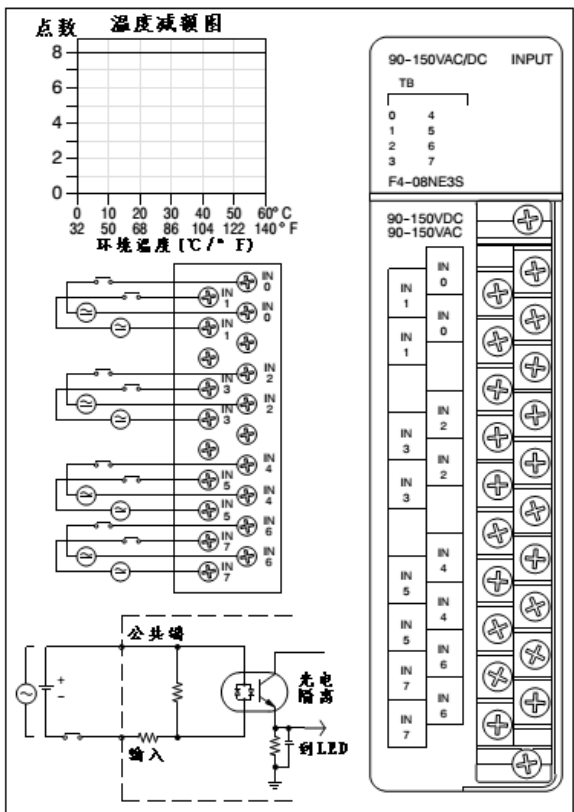 点数 温度减额图
8
6
4
2
0
0 10 20 30 40 50 60°C
32 50 68 86 104 122 140°F
环境温度(℃/°F)
IN 0
IN 1
IN 0
IN 1
IN 2
IN 3
IN 2
IN 3
IN 4
IN 5
IN 4
IN 5
IN 6
IN 7
IN 6
IN 7
公共端
+
−
输入
光电
隔离
到LED
90-150VAC/DC INPUT
TB
0 4
1 5
2 6
3 7
F4-08NE3S
90-150VDC
90-150VAC
IN 0
IN 1
IN 0
IN 1
IN 2
IN 3
IN 2
IN 3
IN 4
IN 5
IN 4
IN 5
IN 6
IN 7
IN 6
IN 7